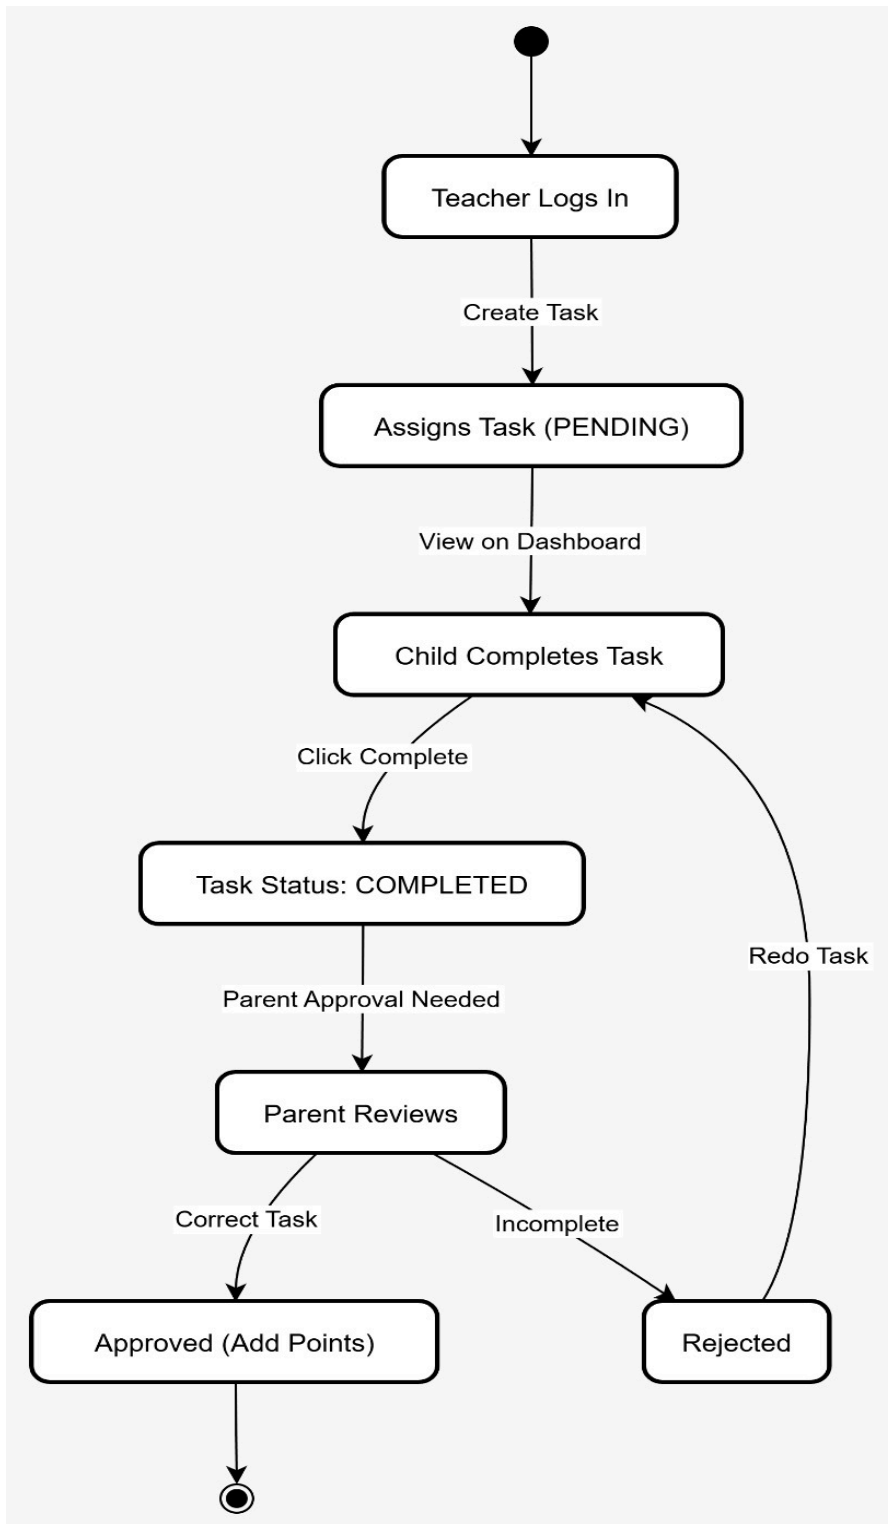 Teacher Logs In
Create Task
Assigns Task (PENDING)
View on Dashboard
Child Completes Task
Click Complete
Task Status: COMPLETED
Redo Task
Parent Approval Needed
Parent Reviews
Correct Task
Incomplete
Approved (Add Points)
Rejected